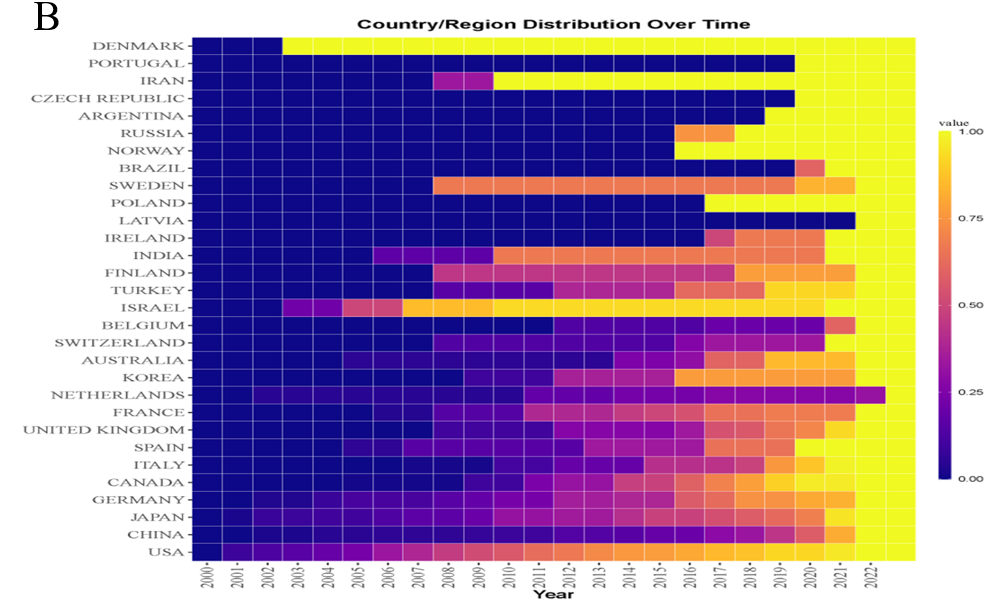 B
Country/Region Distribution Over Time
DENMARK
PORTUGAL
IRAN
CZECH REPUBLIC
ARGENTINA
RUSSIA
NORWAY
BRAZIL
SWEDEN
POLAND
LATVIA
IRELAND
INDIA
FINLAND
TURKEY
ISRAEL
BELGIUM
SWITZERLAND
AUSTRALIA
KOREA
NETHERLANDS
FRANCE
UNITED KINGDOM
SPAIN
ITALY
CANADA
GERMANY
JAPAN
CHINA
USA
2000 2001 2002 2003 2004 2005 2006 2007 2008 2009 2010 2011 2012 2013 2014 2015 2016 2017 2018 2019 2020 2021 2022
Year
value
1.00
0.75
0.50
0.25
0.00